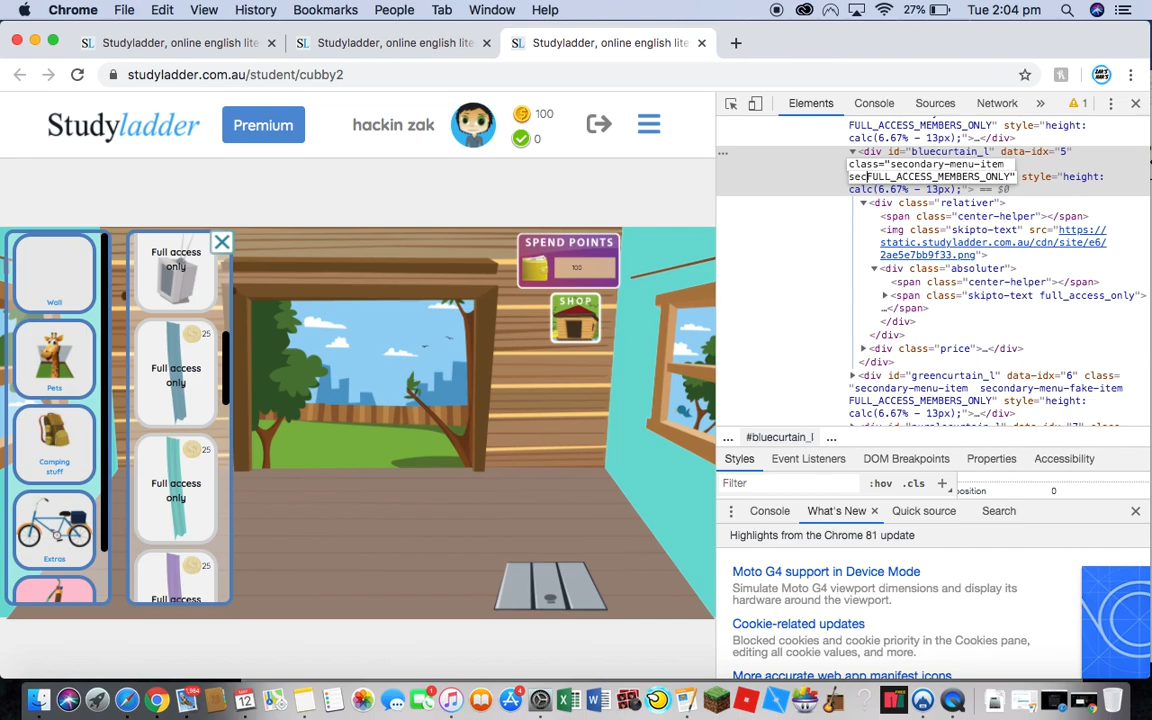 Chrome File Edit View History Bookmarks People Tab Window Help 27% Tue 2:04 pm
SL Studyladder, online english lite × SL Studyladder, online english lite × SL Studyladder, online english lite × +
studyladder.com.au/student/cubby2
Studyladder Premium hackin zak 100
0
Elements Console Sources Network » 1
FULL_ACCESS_MEMBERS_ONLY" style="height:
calc(6.67% - 13px);">…</div>
<div id="bluecurtain_l" data-idx="5"
class="secondary-menu-item
secFULL_ACCESS_MEMBERS_ONLY" style="height:
calc(6.67% - 13px);"> == $0
<div class="relativer">
<span class="center-helper"></span>
<img class="skipto-text" src="https://
static.studyladder.com.au/cdn/site/e6/
2ae5e7bb9f33.png">
<div class="absoluter">
<span class="center-helper"></span>
<span class="skipto-text full_access_only">
…</span>
</div>
</div>
<div class="price">…</div>
</div>
<div id="greencurtain_l" data-idx="6" class=
"secondary-menu-item secondary-menu-fake-item
FULL_ACCESS_MEMBERS_ONLY" style="height:
calc(6.67% - 13px);">…</div>
… #bluecurtain_l …
Styles Event Listeners DOM Breakpoints Properties Accessibility
Filter :hov .cls + position 0
Console What's New × Quick source Search
Highlights from the Chrome 81 update
Moto G4 support in Device Mode
Simulate Moto G4 viewport dimensions and display its
hardware around the viewport.
Cookie-related updates
Blocked cookies and cookie priority in the Cookies pane,
editing all cookie values, and more.
More accurate web app manifest icons
Wall
Pets
Camping
stuff
Extras
Full access
only
25
Full access
only
25
Full access
only
25
Full access
SPEND POINTS
100
SHOP